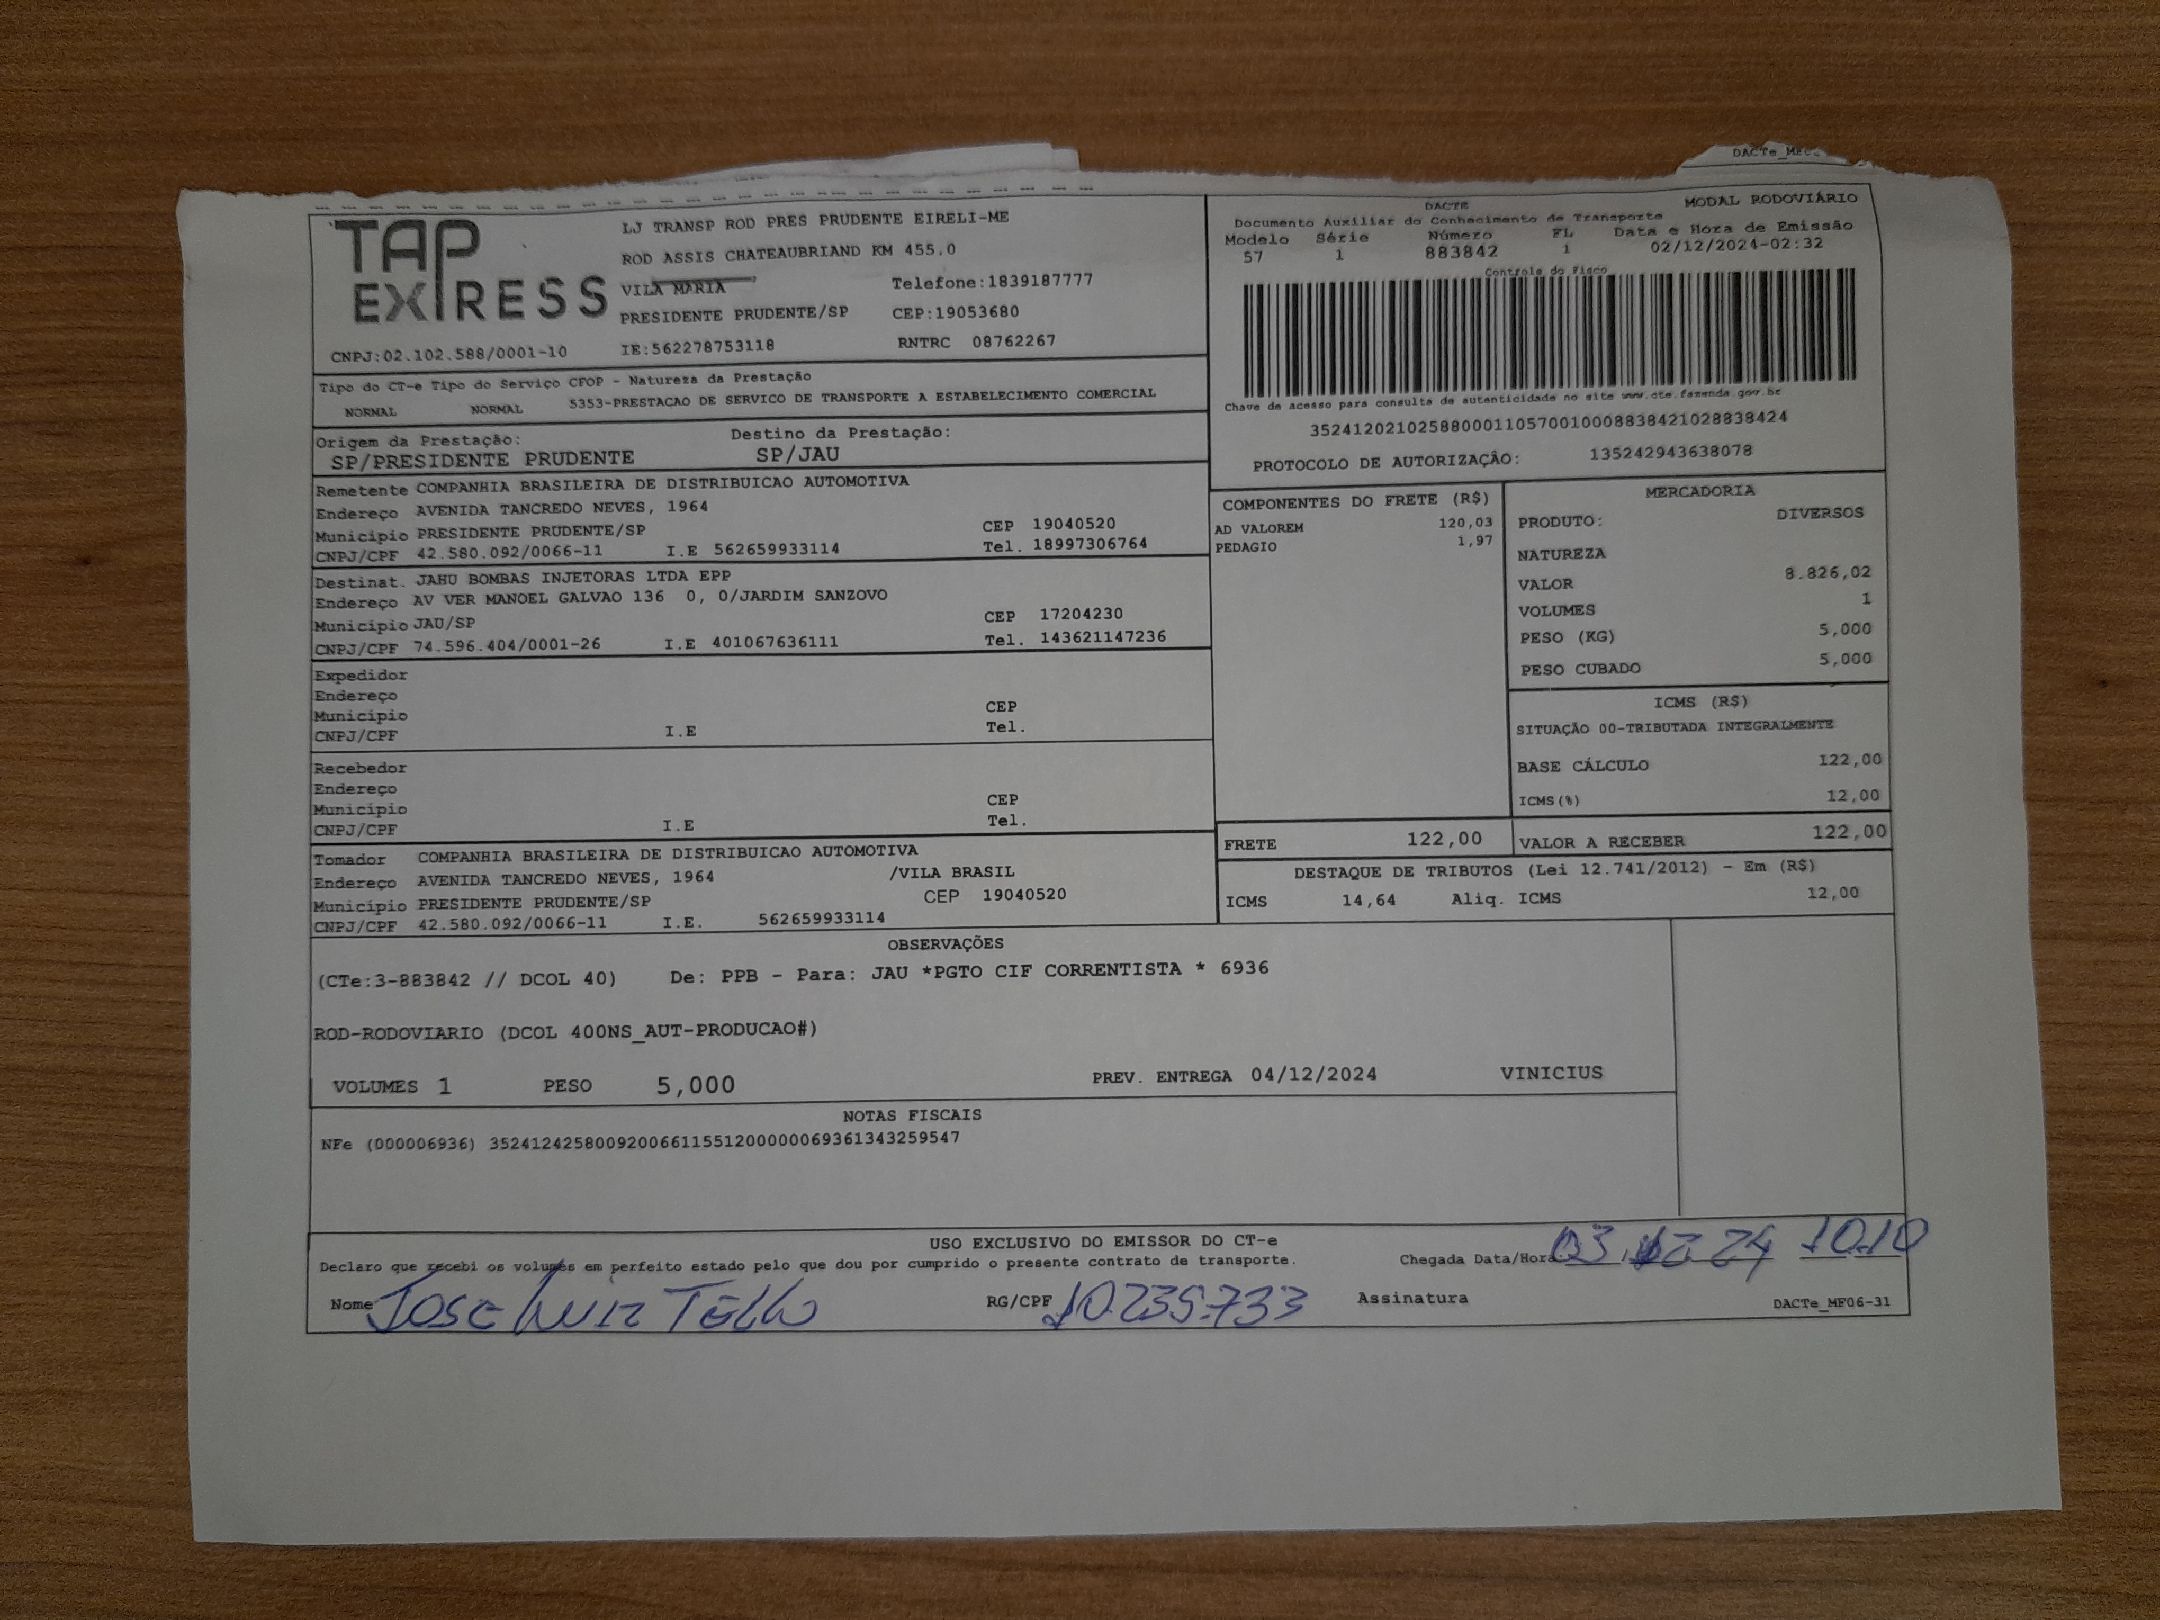 DACTe_
TAP
EXPRESS
LJ TRANSP ROD PRES PRUDENTE EIRELI-ME
ROD ASSIS CHATEAUBRIAND KM 455.0
VILA MARIA Telefone:1839187777
PRESIDENTE PRUDENTE/SP CEP:19053680
CNPJ:02.102.588/0001-10 IE:562278753118 RNTRC 08762267
DACTE MODAL RODOVIÁRIO
Documento Auxiliar do Conhecimento de Transporte
Modelo Série Número FL Data e Hora de Emissão
57 1 883842 1 02/12/2024-02:32
Controle do Fisco
Chave de acesso para consulta de autenticidade no site www.cte.fazenda.gov.br
35241202102588000110570010008838421028838424
PROTOCOLO DE AUTORIZAÇÃO: 135242943638078
Tipo do CT-e Tipo do Serviço CFOP - Natureza da Prestação
NORMAL NORMAL 5353-PRESTACAO DE SERVICO DE TRANSPORTE A ESTABELECIMENTO COMERCIAL
Origem da Prestação: Destino da Prestação:
SP/PRESIDENTE PRUDENTE SP/JAU
Remetente COMPANHIA BRASILEIRA DE DISTRIBUICAO AUTOMOTIVA
Endereço AVENIDA TANCREDO NEVES, 1964
Município PRESIDENTE PRUDENTE/SP CEP 19040520
CNPJ/CPF 42.580.092/0066-11 I.E 562659933114 Tel. 18997306764
Destinat. JAHU BOMBAS INJETORAS LTDA EPP
Endereço AV VER MANOEL GALVAO 136 0, 0/JARDIM SANZOVO
Município JAU/SP CEP 17204230
CNPJ/CPF 74.596.404/0001-26 I.E 401067636111 Tel. 143621147236
Expedidor
Endereço
Município CEP
CNPJ/CPF I.E Tel.
Recebedor
Endereço
Município CEP
CNPJ/CPF I.E Tel.
Tomador COMPANHIA BRASILEIRA DE DISTRIBUICAO AUTOMOTIVA
Endereço AVENIDA TANCREDO NEVES, 1964 /VILA BRASIL
Município PRESIDENTE PRUDENTE/SP CEP 19040520
CNPJ/CPF 42.580.092/0066-11 I.E. 562659933114
COMPONENTES DO FRETE (R$)
AD VALOREM 120,03
PEDAGIO 1,97
MERCADORIA
PRODUTO: DIVERSOS
NATUREZA
VALOR 8.826,02
VOLUMES 1
PESO (KG) 5,000
PESO CUBADO 5,000
ICMS (R$)
SITUAÇÃO 00-TRIBUTADA INTEGRALMENTE
BASE CÁLCULO 122,00
ICMS(%) 12,00
FRETE 122,00 VALOR A RECEBER 122,00
DESTAQUE DE TRIBUTOS (Lei 12.741/2012) - Em (R$)
ICMS 14,64 Aliq. ICMS 12,00
OBSERVAÇÕES
(CTe:3-883842 // DCOL 40) De: PPB - Para: JAU *PGTO CIF CORRENTISTA * 6936
ROD-RODOVIARIO (DCOL 400NS_AUT-PRODUCAO#)
VOLUMES 1 PESO 5,000 PREV. ENTREGA 04/12/2024 VINICIUS
NOTAS FISCAIS
NFe (000006936) 35241242580092006611551200000069361343259547
USO EXCLUSIVO DO EMISSOR DO CT-e
Declaro que recebi os volumes em perfeito estado pelo que dou por cumprido o presente contrato de transporte. Chegada Data/Hora 03/12 24 10.10
Nome JOSE LUIZ TELLO RG/CPF 10.235.733 Assinatura DACTe_MF06-31